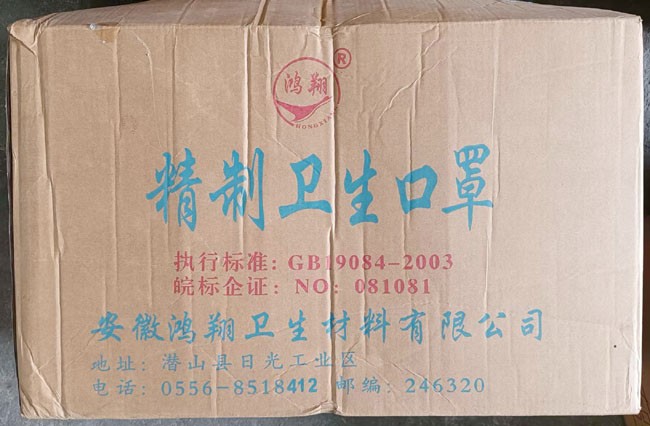 鸿翔 ®
HONGXIANG
精制卫生口罩
执行标准：GB19084-2003
皖标企证：NO：081081
安徽鸿翔卫生材料有限公司
地址：潜山县日光工业区
电话：0556-8518412 邮编：246320